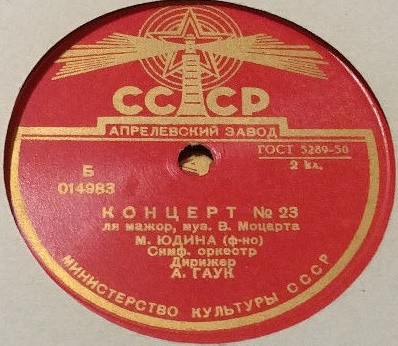 СССР
АПРЕЛЕВСКИЙ ЗАВОД
Б
014983
ГОСТ 5289-50
2 кл.
КОНЦЕРТ № 23
ля мажор, муз. В. Моцарта
М. ЮДИНА (ф-но)
Симф. оркестр
Дирижер
А. ГАУК
МИНИСТЕРСТВО КУЛЬТУРЫ СССР